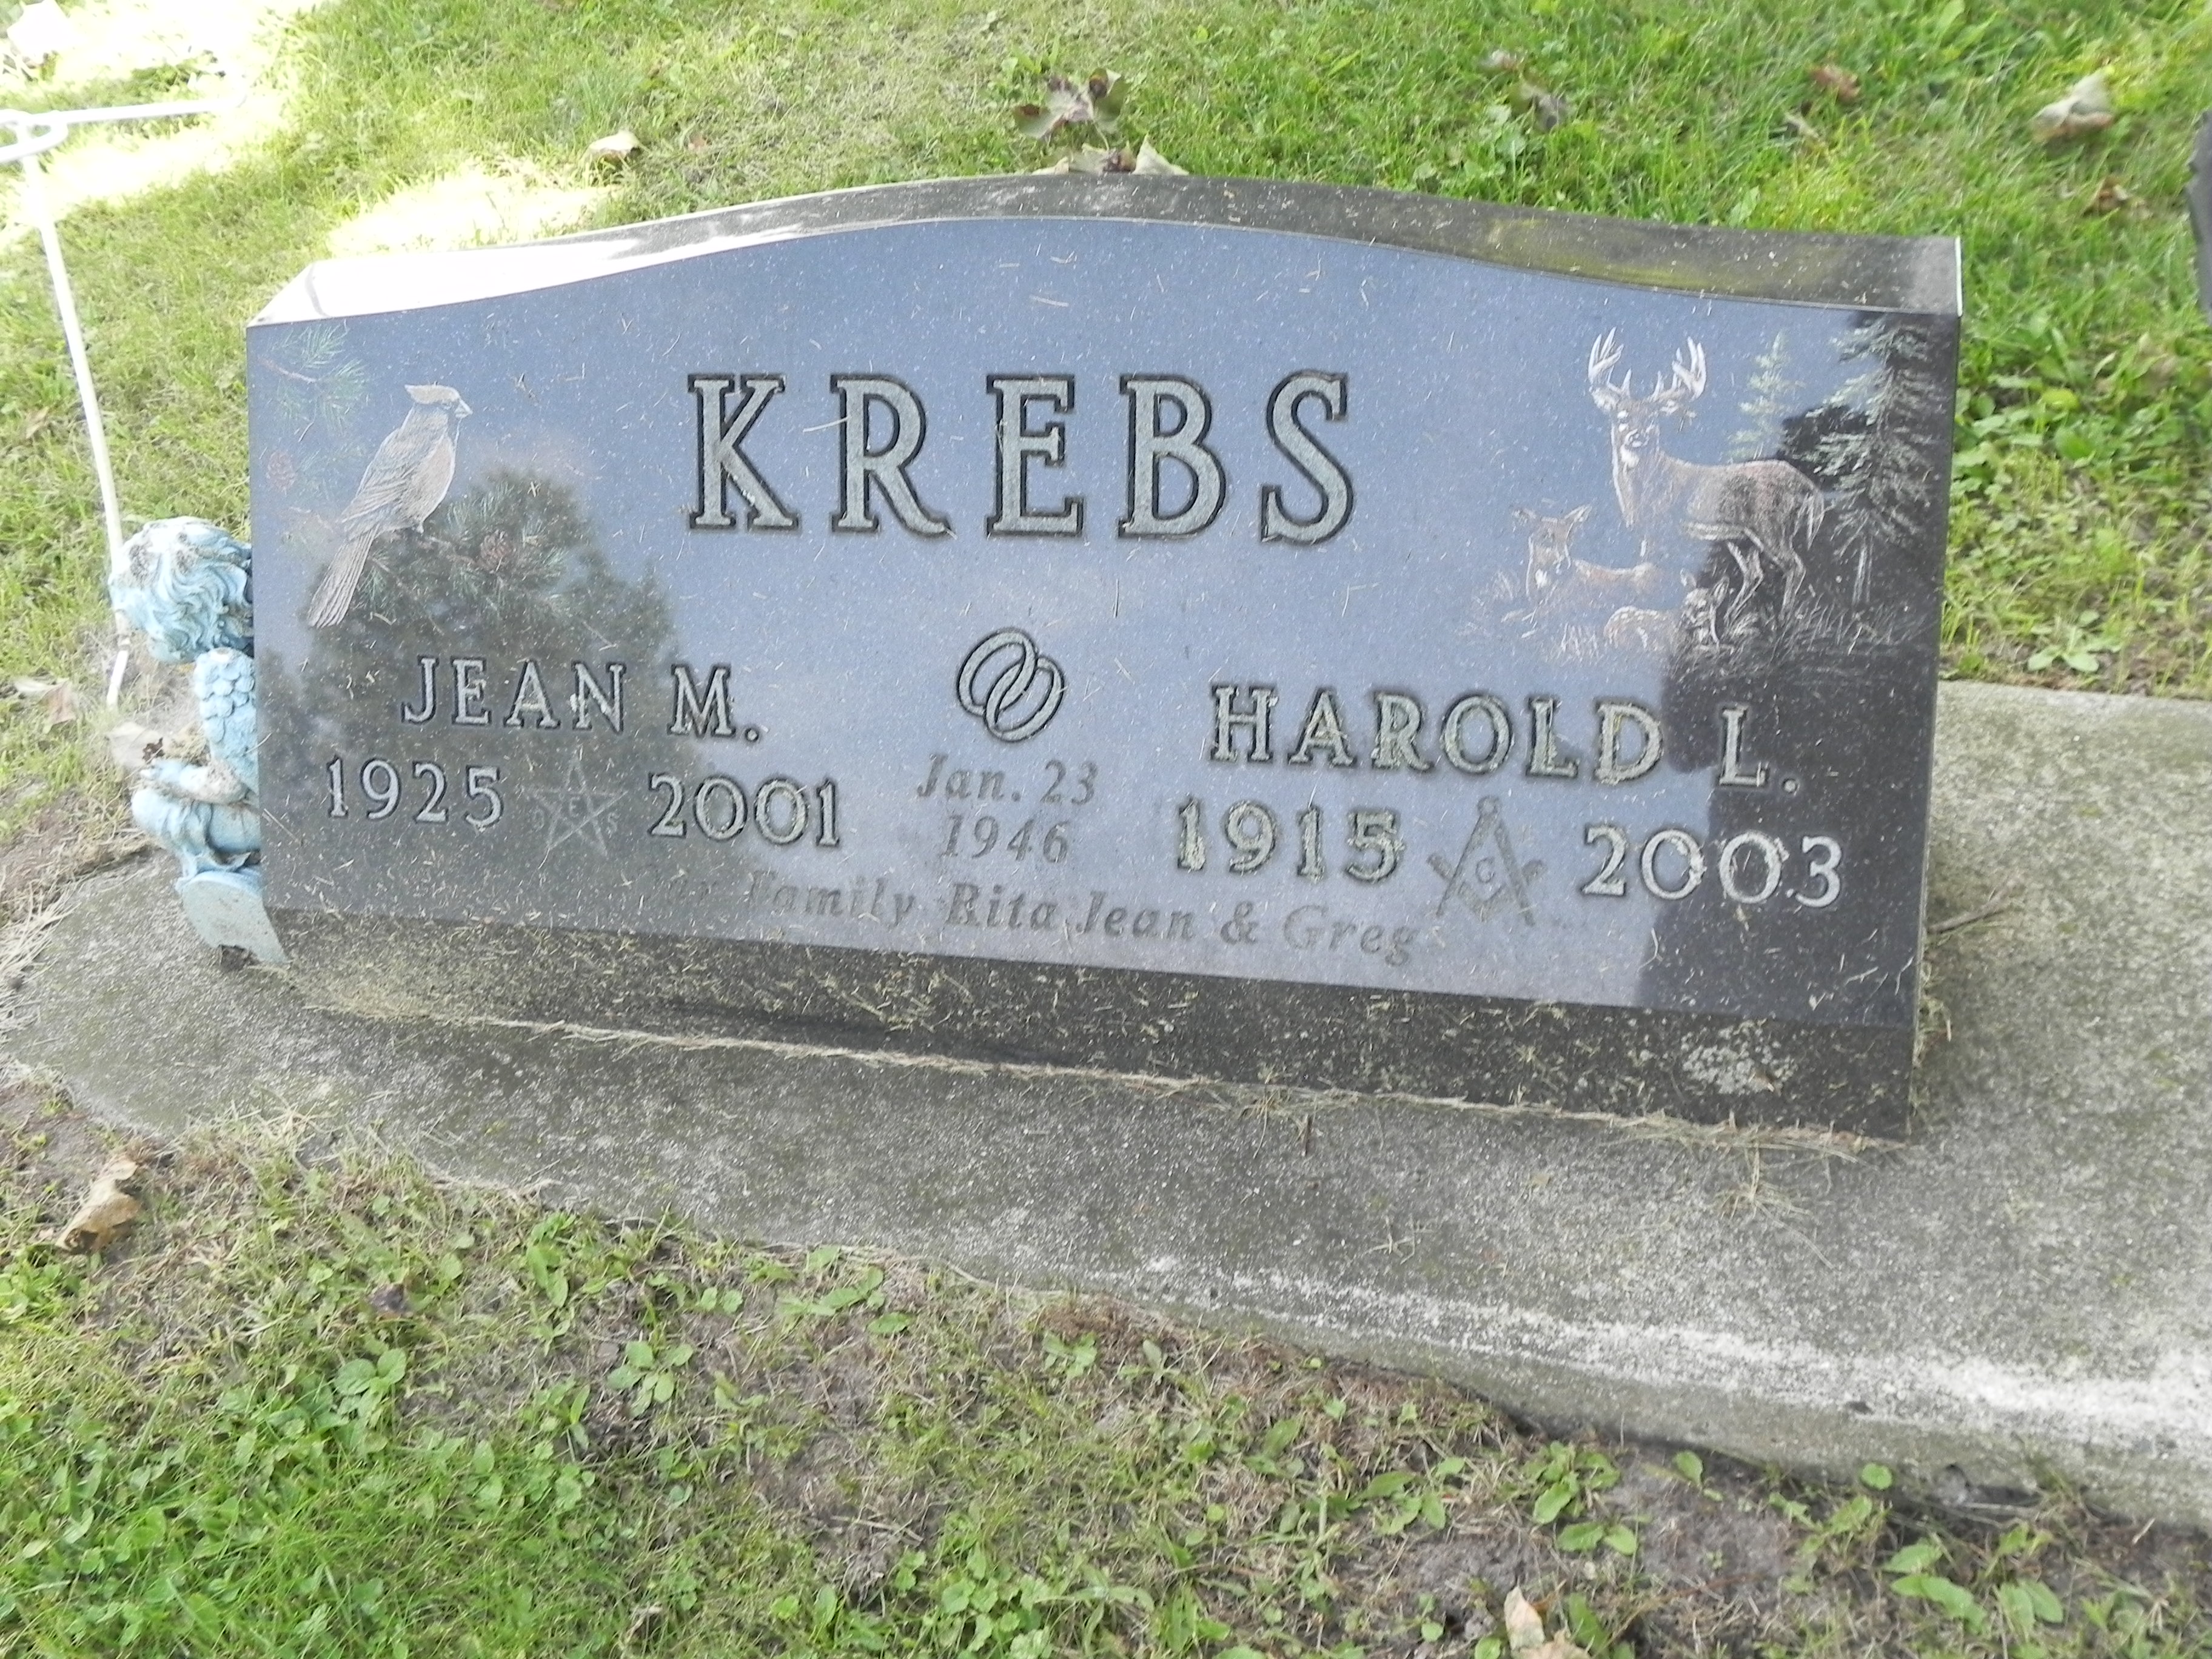 KREBS
JEAN M.
1925 2001
Jan. 23
1946
HAROLD L.
1915 G 2003
Family Rita Jean & Greg